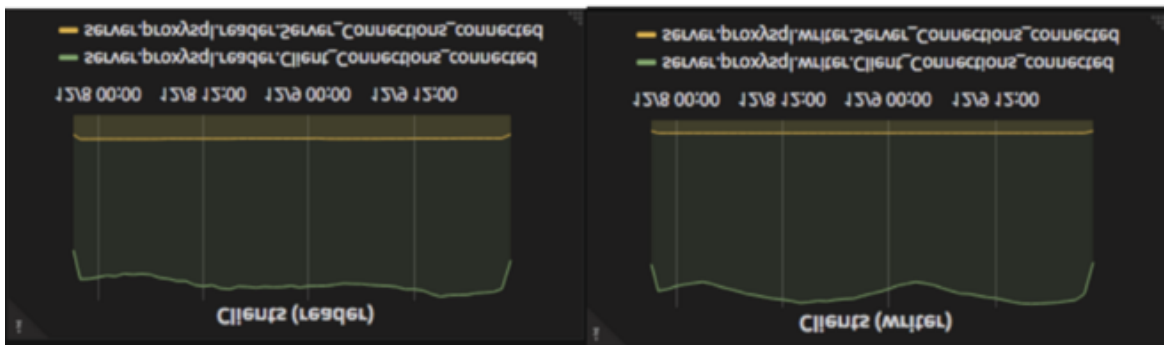 Clients (reader)
12/8 00:00 12/8 12:00 12/9 00:00 12/9 12:00
server.proxysql.reader.Client_Connections_connected
server.proxysql.reader.Server_Connections_connected
Clients (writer)
12/8 00:00 12/8 12:00 12/9 00:00 12/9 12:00
server.proxysql.writer.Client_Connections_connected
server.proxysql.writer.Server_Connections_connected